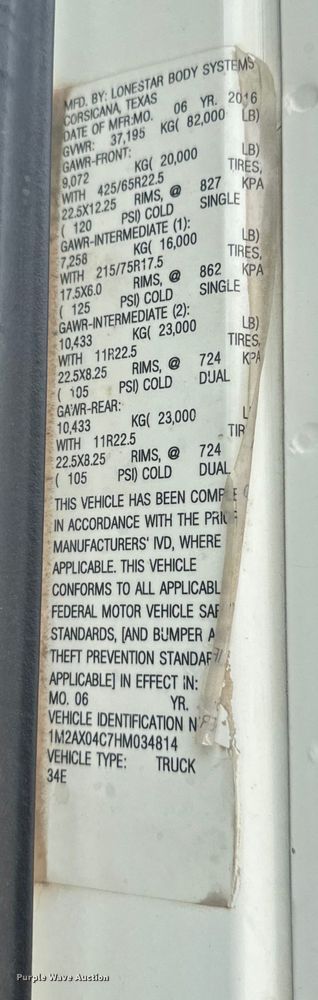 MFD. BY: LONESTAR BODY SYSTEMS
CORSICANA, TEXAS
DATE OF MFR:MO. 06 YR. 2016
GVWR: 37,195 KG( 82,000 LB)
GAWR-FRONT:
9,072 KG( 20,000 LB)
WITH 425/65R22.5 TIRES,
22.5X12.25 RIMS, @ 827 KPA
( 120 PSI) COLD SINGLE
GAWR-INTERMEDIATE (1):
7,258 KG( 16,000 LB)
WITH 215/75R17.5 TIRES,
17.5X6.0 RIMS, @ 862 KPA
( 125 PSI) COLD SINGLE
GAWR-INTERMEDIATE (2):
10,433 KG( 23,000 LB)
WITH 11R22.5 TIRES,
22.5X8.25 RIMS, @ 724 KPA
( 105 PSI) COLD DUAL
GAWR-REAR:
10,433 KG( 23,000 L
WITH 11R22.5 TIR
22.5X8.25 RIMS, @ 724
( 105 PSI) COLD DUAL
THIS VEHICLE HAS BEEN COMPLE
IN ACCORDANCE WITH THE PRIOR
MANUFACTURERS' IVD, WHERE
APPLICABLE. THIS VEHICLE
CONFORMS TO ALL APPLICABL
FEDERAL MOTOR VEHICLE SAF
STANDARDS, [AND BUMPER A
THEFT PREVENTION STANDAR
APPLICABLE] IN EFFECT IN:
MO. 06 YR.
VEHICLE IDENTIFICATION N
1M2AX04C7HM034814
VEHICLE TYPE: TRUCK
34E
Purple Wave Auction